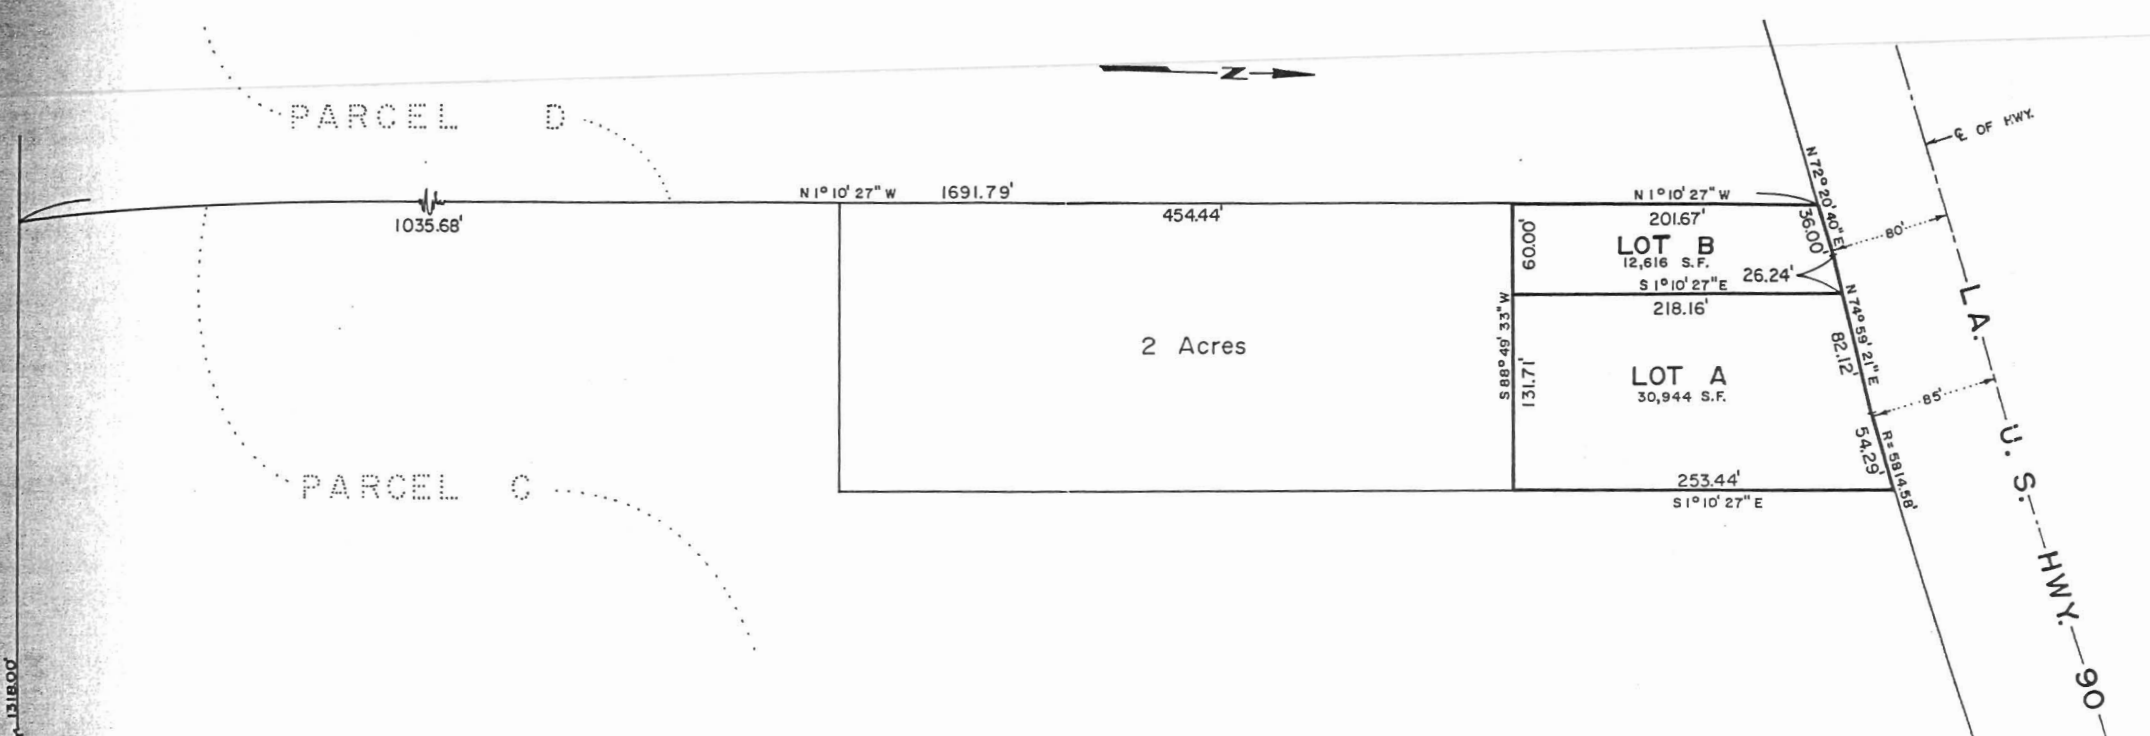 N
PARCEL D
℄ OF HWY.
N 1° 10' 27" W 1691.79'
1035.68'
454.44'
N 1° 10' 27" W
201.67'
N 72° 20' 40" E
36.00'
80'
60.00'
LOT B
12,616 S.F.
S 1° 10' 27" E
26.24'
218.16'
S 88° 49' 33" W
131.71'
N 74° 59' 21" E
82.12'
2 Acres
LOT A
30,944 S.F.
85'
R= 5814.58'
54.29'
253.44'
S 1° 10' 27" E
PARCEL C
LA. U. S. HWY. 90
1318.00'